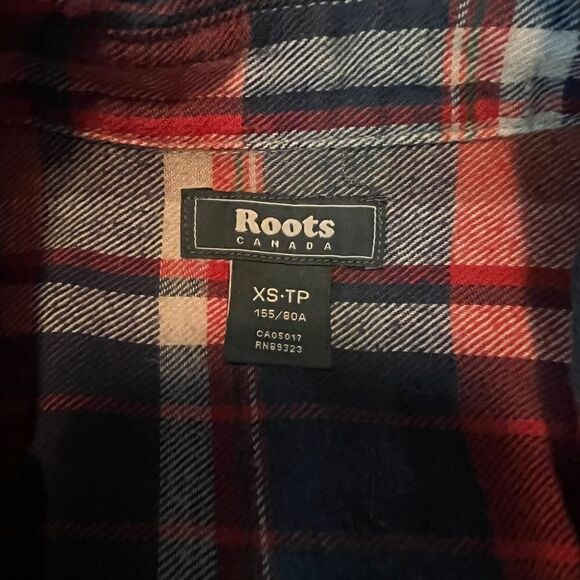 Roots
CANADA
XS·TP
155/80A
CA05017
RN89323